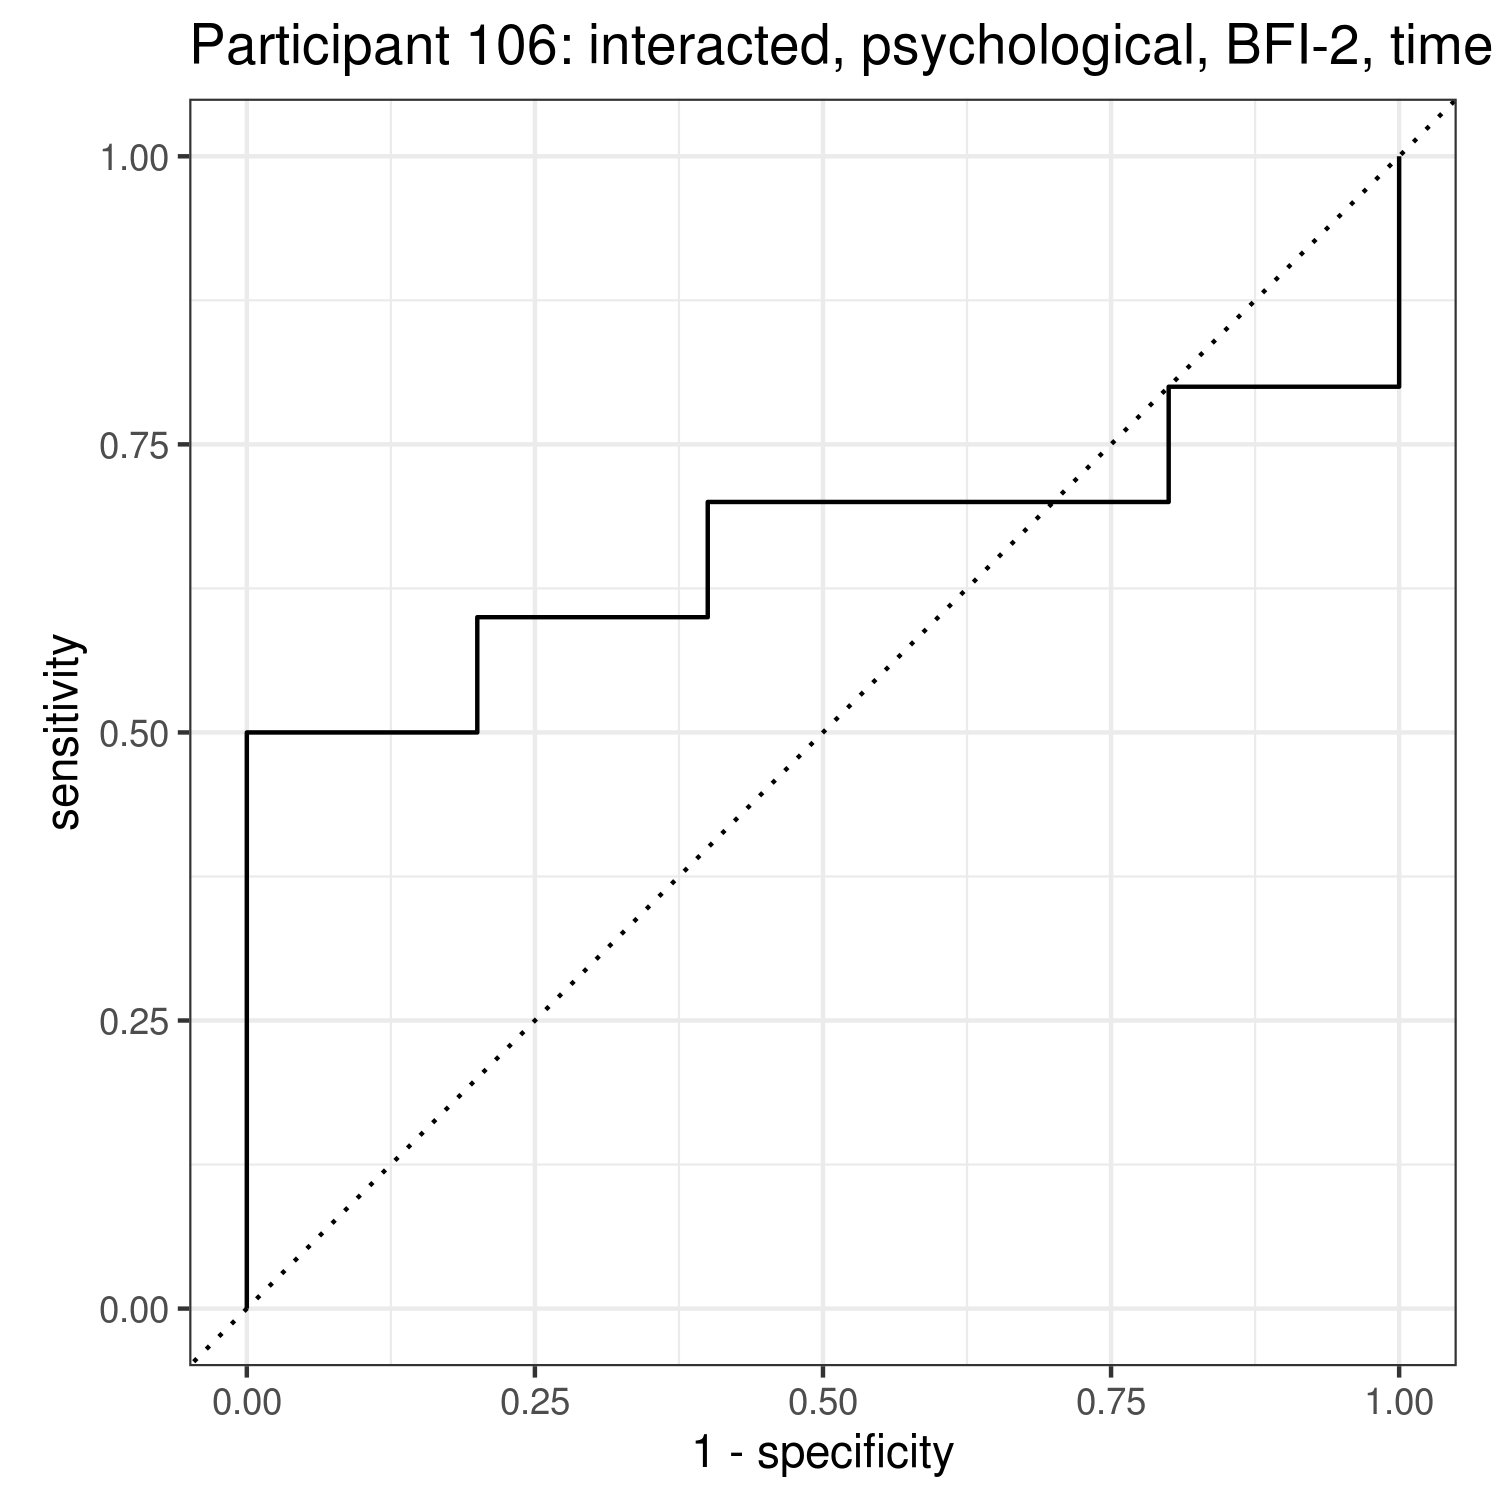 Participant 106: interacted, psychological, BFI-2, time
1.00
0.75
0.50
0.25
0.00
sensitivity
0.00 0.25 0.50 0.75 1.00
1 - specificity